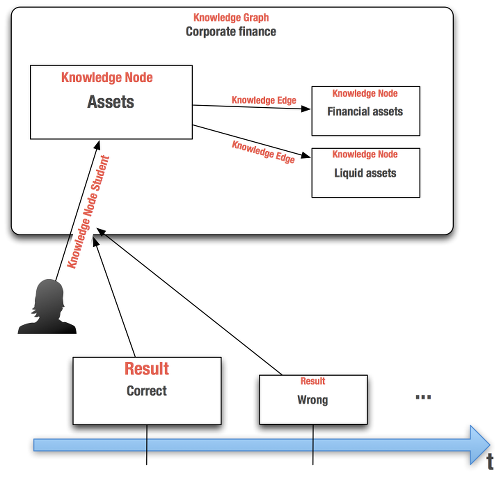 Knowledge Graph
Corporate finance
Knowledge Node
Assets
Knowledge Edge
Knowledge Node
Financial assets
Knowledge Edge
Knowledge Node
Liquid assets
Knowledge Node Student
Result
Correct
Result
Wrong
...
t